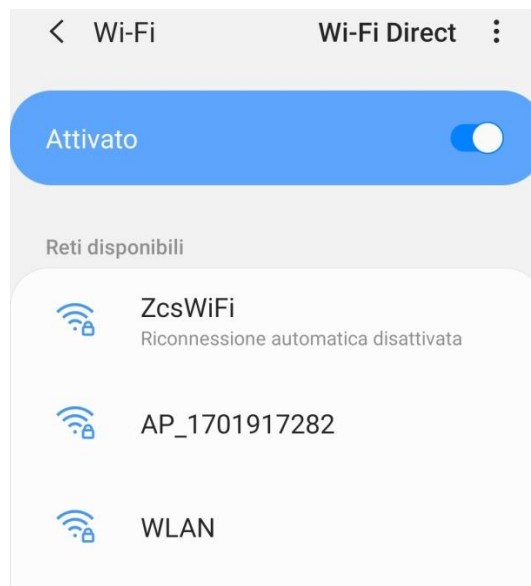 Wi-Fi Wi-Fi Direct
Attivato
Reti disponibili
ZcsWiFi
Riconnessione automatica disattivata
AP_1701917282
WLAN